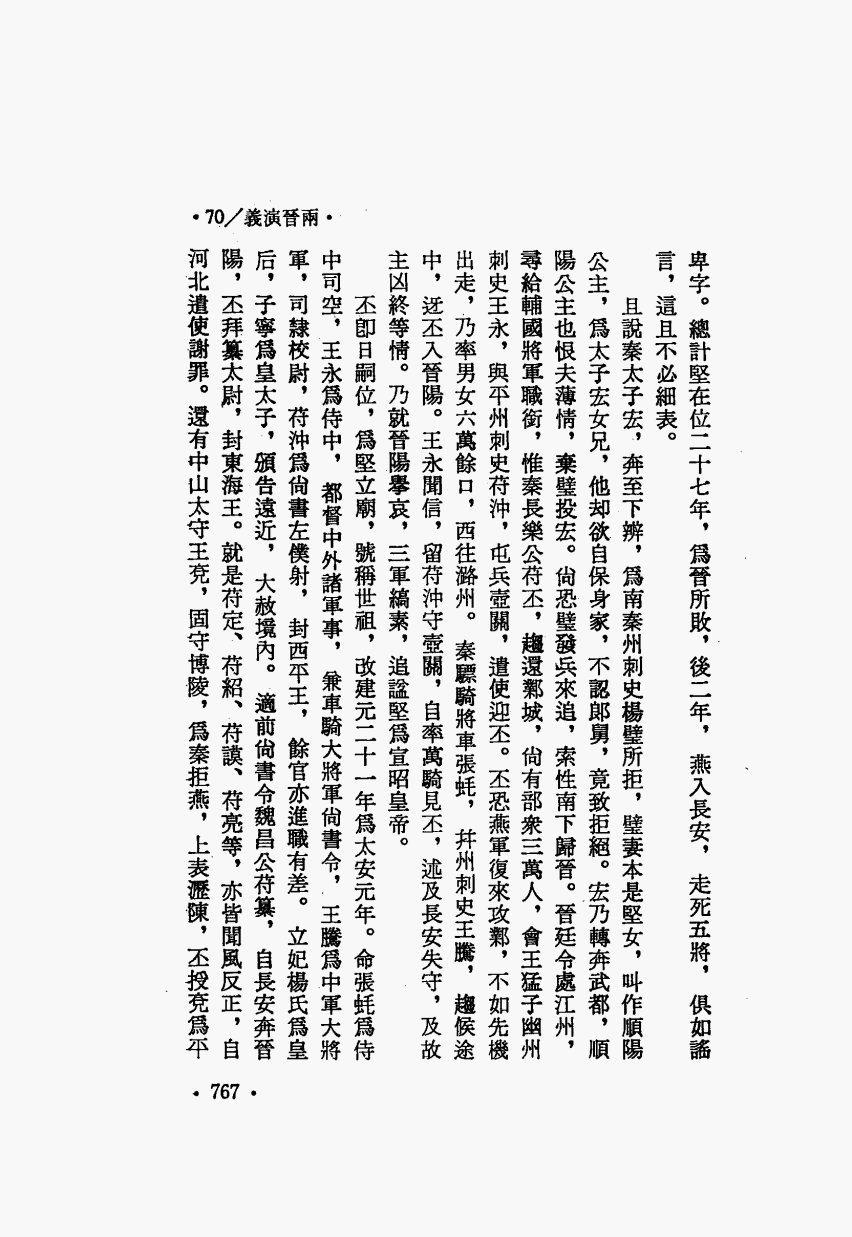 ·70/義演晉兩·
卑字。總計堅在位二十七年，爲晉所敗，後二年，燕入長安，走死五將，俱如謠
言，這且不必細表。
且說秦太子宏，奔至下辨，爲南秦州刺史楊璧所拒，璧妻本是堅女，叫作順陽
公主，爲太子宏女兄，他却欲自保身家，不認郎舅，竟致拒絕。宏乃轉奔武都，順
陽公主也恨夫薄情，棄璧投宏。尙恐璧發兵來追，索性南下歸晉。晉廷令處江州，
尋給輔國將軍職銜，惟秦長樂公苻丕，趨還鄴城，尙有部衆三萬人，會王猛子幽州
刺史王永，與平州刺史苻沖，屯兵壺關，遣使迎丕。丕恐燕軍復來攻鄴，不如先機
出走，乃率男女六萬餘口，西往潞州。秦驃騎將車張蚝，幷州刺史王騰，趨候途
中，迓丕入晉陽。王永聞信，留苻沖守壺關，自率萬騎見丕，述及長安失守，及故
主凶終等情。乃就晉陽擧哀，三軍縞素，追諡堅爲宣昭皇帝。
丕卽日嗣位，爲堅立廟，號稱世祖，改建元二十一年爲太安元年。命張蚝爲侍
中司空，王永爲侍中，都督中外諸軍事，兼車騎大將軍尙書令，王騰爲中軍大將
軍，司隸校尉，苻沖爲尙書左僕射，封西平王，餘官亦進職有差。立妃楊氏爲皇
后，子寧爲皇太子，頒告遠近，大赦境內。適前尙書令魏昌公苻纂，自長安奔晉
陽，丕拜纂太尉，封東海王。就是苻定、苻紹、苻謨、苻亮等，亦皆聞風反正，自
河北遣使謝罪。還有中山太守王兗，固守博陵，爲秦拒燕，上表瀝陳，丕授兗爲平
·767·